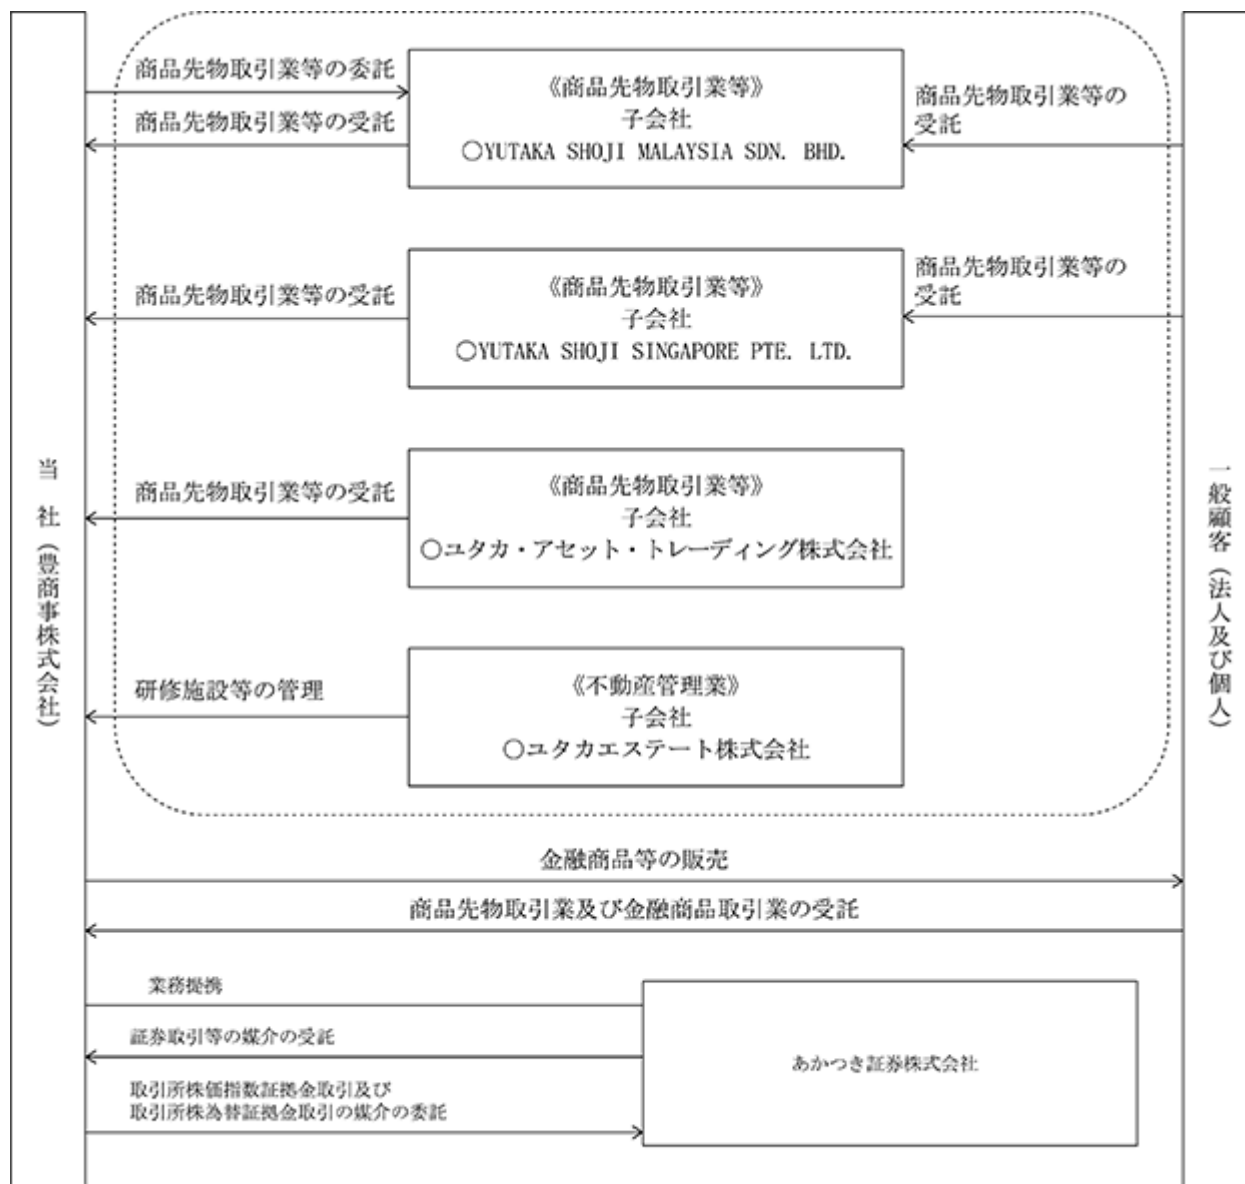 商品先物取引業等の委託
商品先物取引業等の受託
《商品先物取引業等》
子会社
○YUTAKA SHOJI MALAYSIA SDN. BHD.
商品先物取引業等の
受託
商品先物取引業等の受託
《商品先物取引業等》
子会社
○YUTAKA SHOJI SINGAPORE PTE. LTD.
商品先物取引業等の
受託
当社(豊商事株式会社)
商品先物取引業等の受託
《商品先物取引業等》
子会社
○ユタカ・アセット・トレーディング株式会社
一般顧客(法人及び個人)
研修施設等の管理
《不動産管理業》
子会社
○ユタカエステート株式会社
金融商品等の販売
商品先物取引業及び金融商品取引業の受託
業務提携
証券取引等の媒介の受託
取引所株価指数証拠金取引及び
取引所株為替証拠金取引の媒介の委託
あかつき証券株式会社